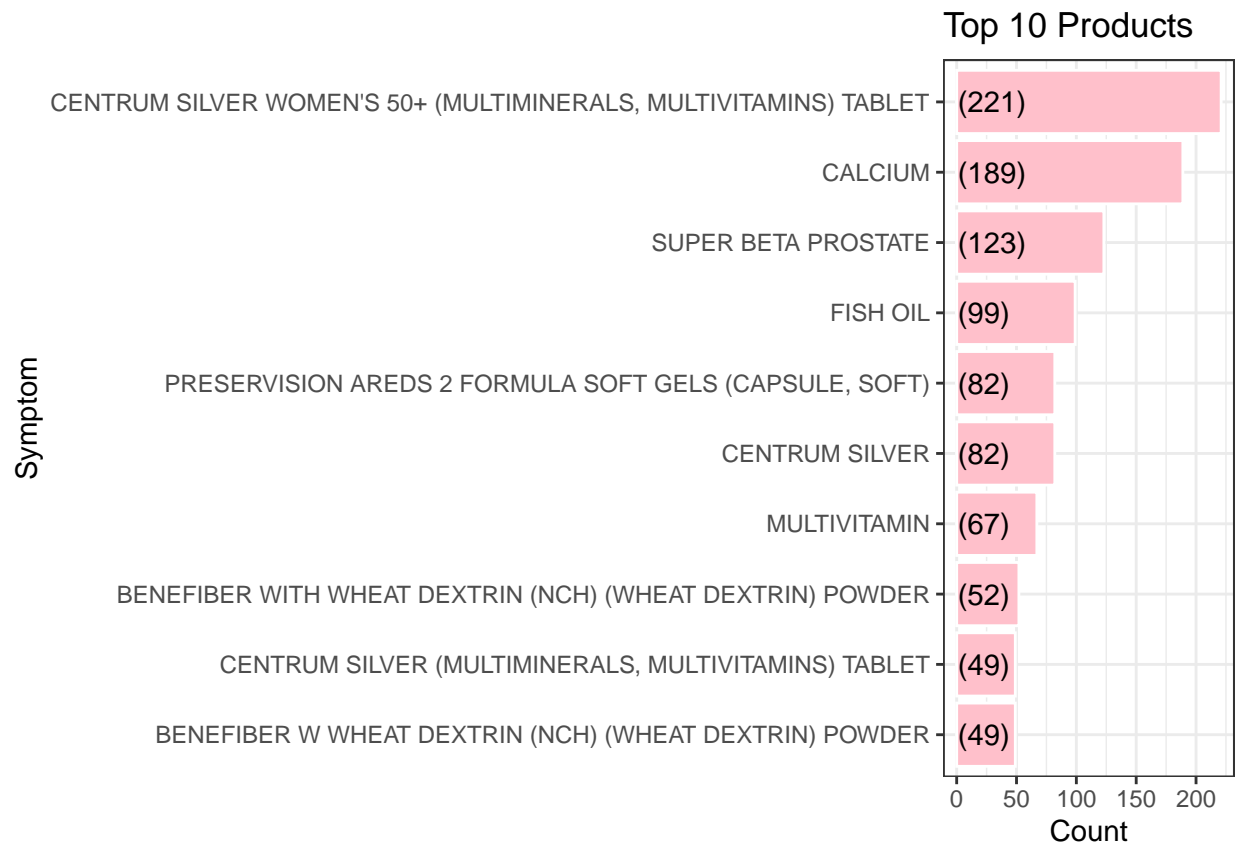 Top 10 Products
CENTRUM SILVER WOMEN'S 50+ (MULTIMINERALS, MULTIVITAMINS) TABLET (221)
CALCIUM (189)
SUPER BETA PROSTATE (123)
FISH OIL (99)
PRESERVISION AREDS 2 FORMULA SOFT GELS (CAPSULE, SOFT) (82)
CENTRUM SILVER (82)
MULTIVITAMIN (67)
BENEFIBER WITH WHEAT DEXTRIN (NCH) (WHEAT DEXTRIN) POWDER (52)
CENTRUM SILVER (MULTIMINERALS, MULTIVITAMINS) TABLET (49)
BENEFIBER W WHEAT DEXTRIN (NCH) (WHEAT DEXTRIN) POWDER (49)
0 50 100 150 200
Count
Symptom